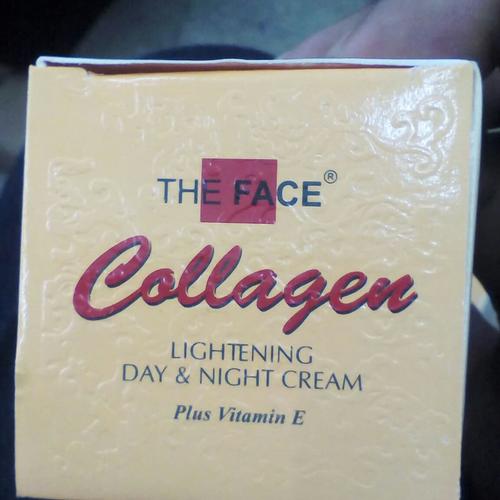 THE FACE®
Collagen
LIGHTENING
DAY & NIGHT CREAM
Plus Vitamin E